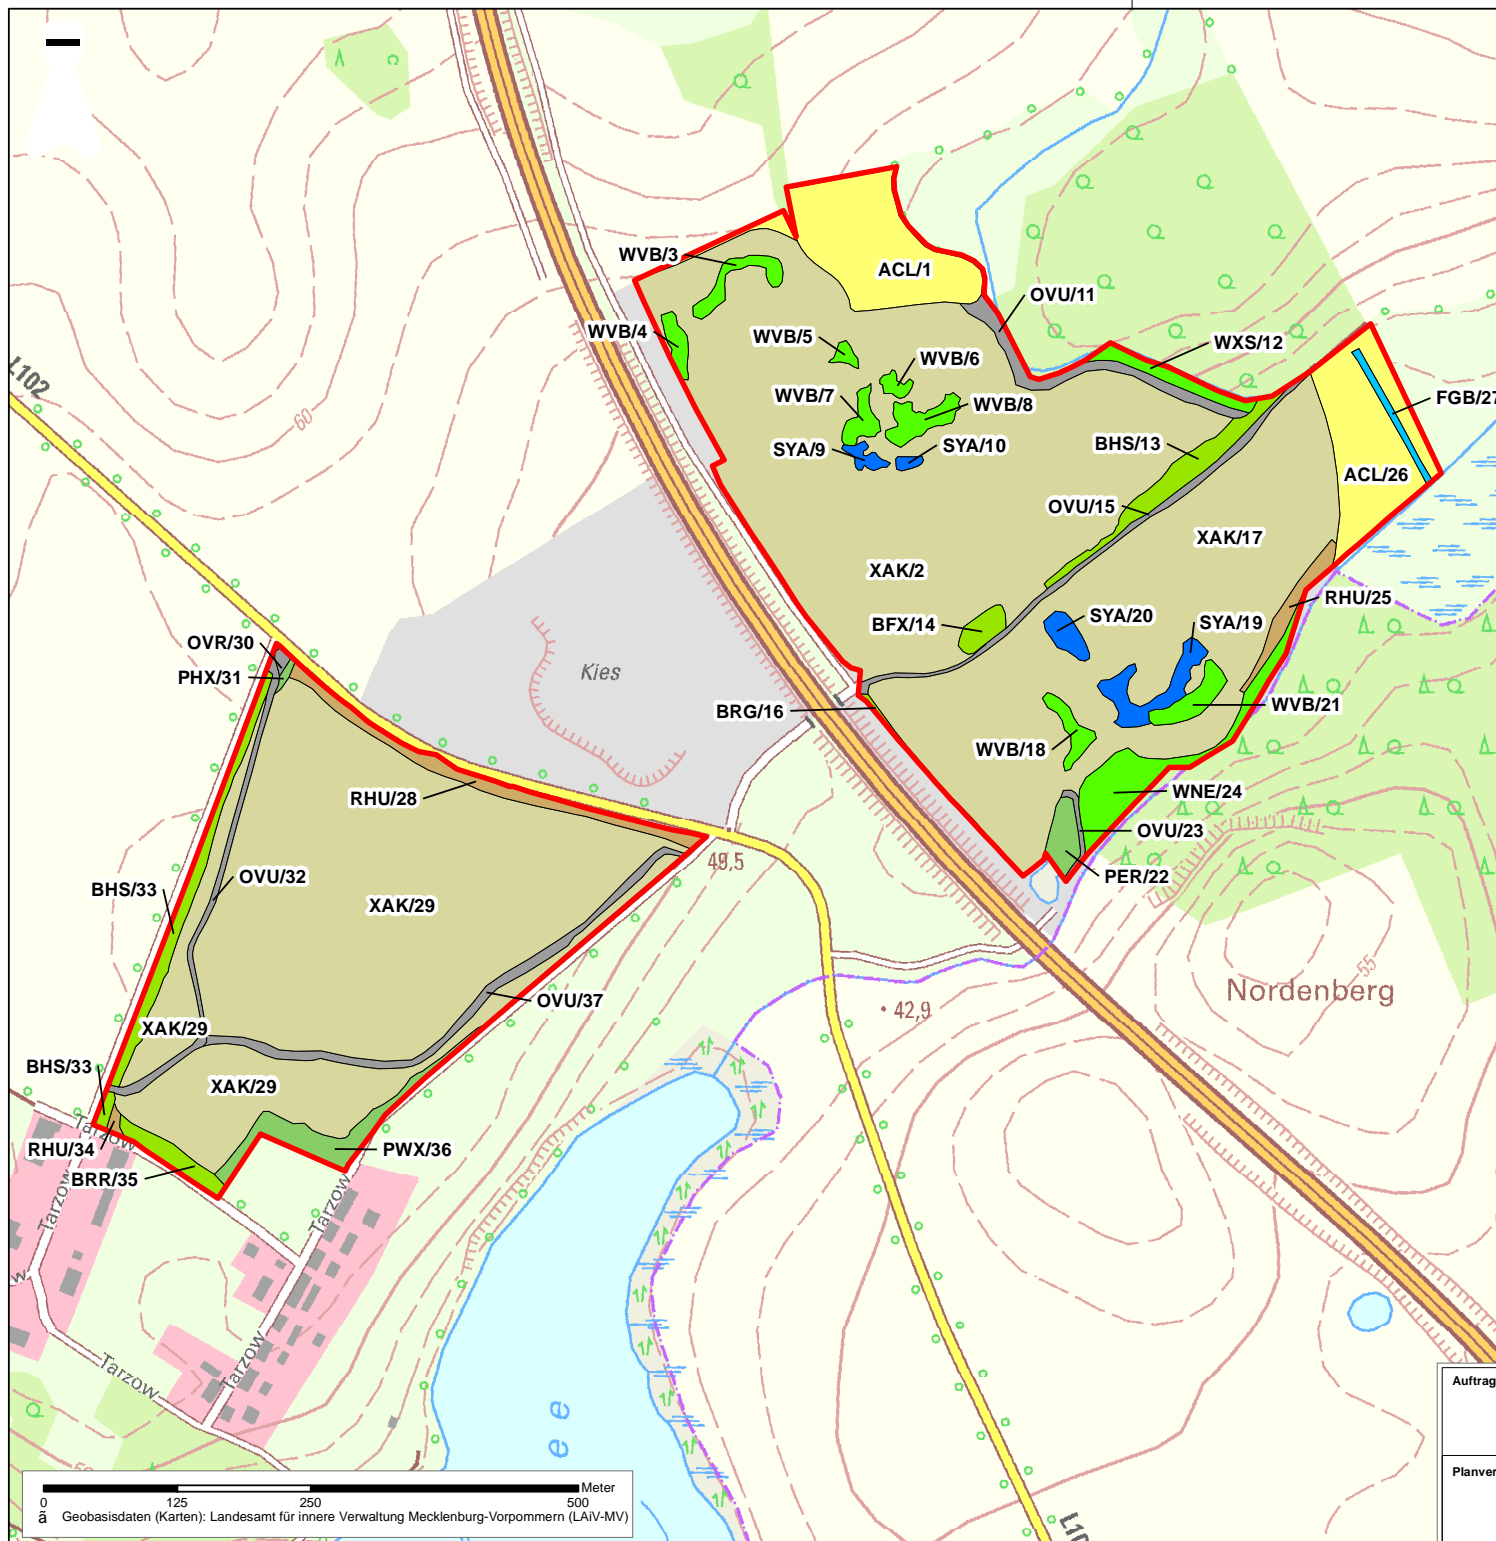 WVB/3
ACL/1
OVU/11
WVB/4
WVB/5
WVB/6
WXS/12
L102
60
WVB/7
WVB/8
FGB/27
SYA/9
SYA/10
BHS/13
ACL/26
OVU/15
XAK/17
XAK/2
RHU/25
BFX/14
SYA/20
SYA/19
OVR/30
PHX/31
Kies
BRG/16
WVB/21
WVB/18
RHU/28
WNE/24
OVU/23
49,5
PER/22
BHS/33
OVU/32
XAK/29
55
Nordenberg
OVU/37
42,9
XAK/29
BHS/33
XAK/29
Tarzow
RHU/34
PWX/36
BRR/35
Tarzow
Tarzow
Tarzow
Tarzow
e e
Auftrag
Planver
Meter
0 125 250 500
ã Geobasisdaten (Karten): Landesamt für innere Verwaltung Mecklenburg-Vorpommern (LAiV-MV)